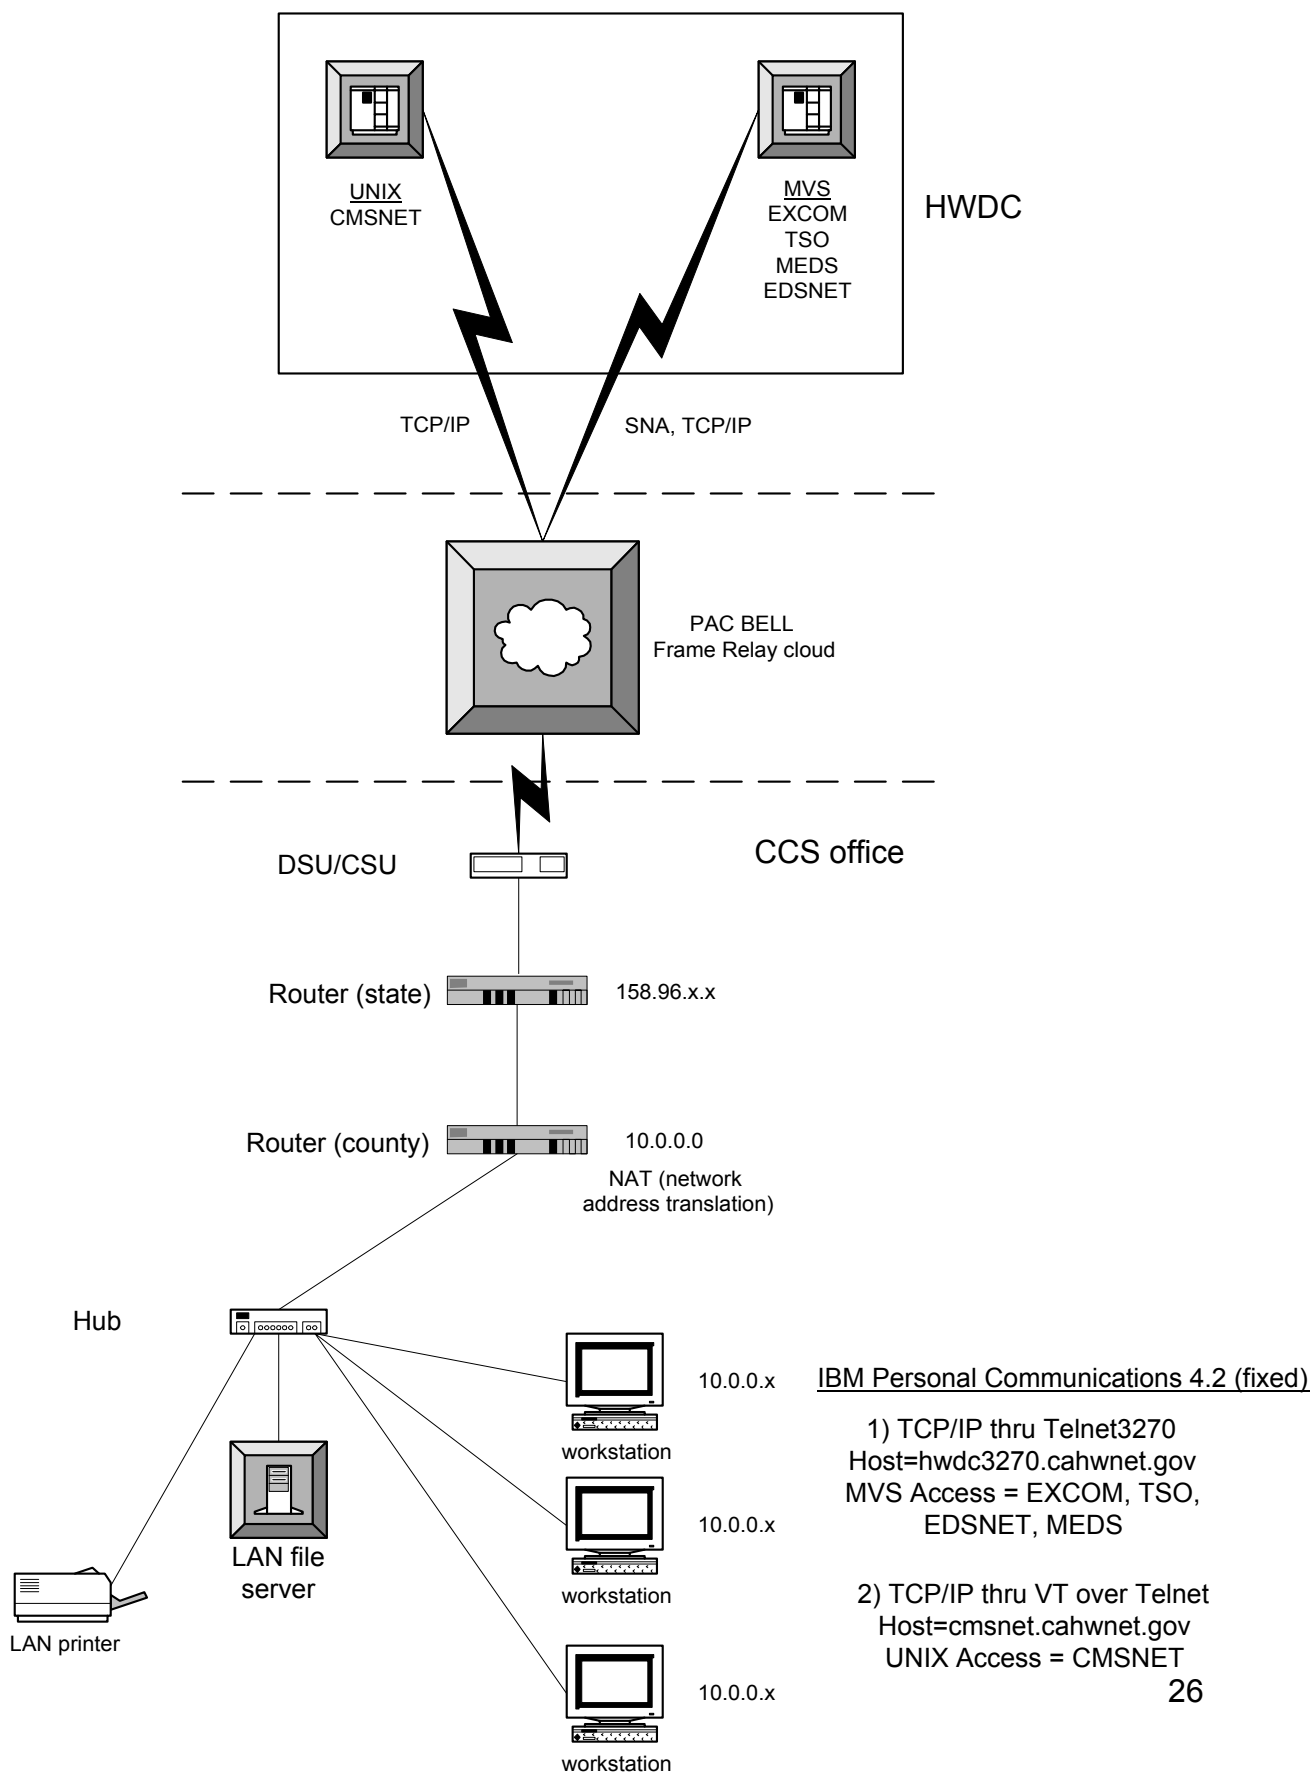 UNIX
CMSNET
MVS
EXCOM
TSO
MEDS
EDSNET
HWDC
TCP/IP
SNA, TCP/IP
PAC BELL
Frame Relay cloud
CCS office
DSU/CSU
Router (state)
158.96.x.x
Router (county)
10.0.0.0
NAT (network
address translation)
Hub
10.0.0.x
workstation
IBM Personal Communications 4.2 (fixed)
1) TCP/IP thru Telnet3270
Host=hwdc3270.cahwnet.gov
MVS Access = EXCOM, TSO,
EDSNET, MEDS
10.0.0.x
workstation
LAN file
server
LAN printer
2) TCP/IP thru VT over Telnet
Host=cmsnet.cahwnet.gov
UNIX Access = CMSNET
10.0.0.x
workstation
26